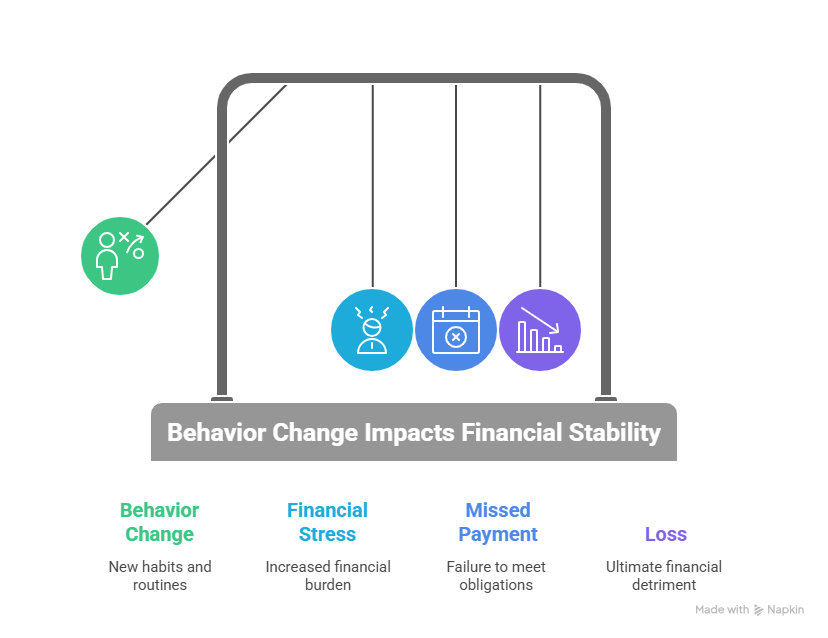 Behavior Change Impacts Financial Stability
Behavior
Change
New habits and
routines
Financial
Stress
Increased financial
burden
Missed
Payment
Failure to meet
obligations
Loss
Ultimate financial
detriment
Made with Napkin